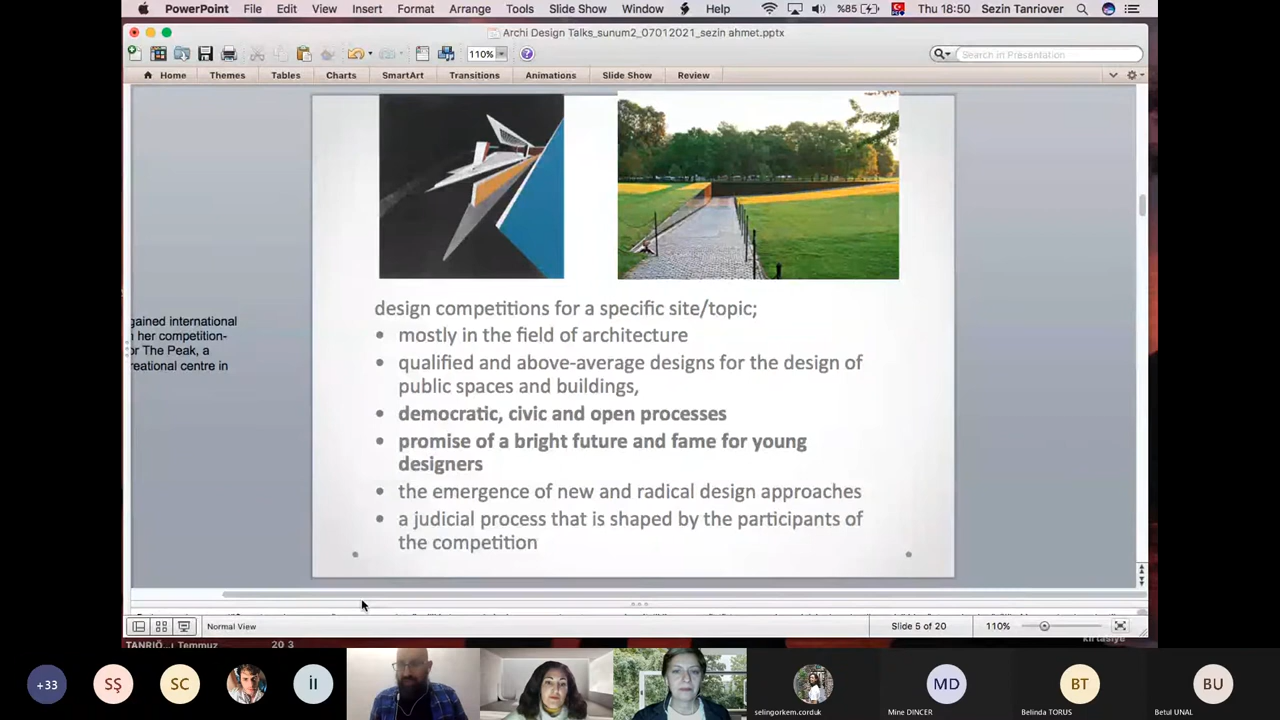 PowerPoint File Edit View Insert Format Arrange Tools Slide Show Window Help %85 Thu 18:50 Sezin Tanriover
Archi Design Talks_sunum2_07012021_sezin ahmet.pptx
110% Search in Presentation
Home Themes Tables Charts SmartArt Transitions Animations Slide Show Review
gained international
her competition-
or The Peak, a
reational centre in
design competitions for a specific site/topic;
• mostly in the field of architecture
• qualified and above-average designs for the design of
public spaces and buildings,
• democratic, civic and open processes
• promise of a bright future and fame for young
designers
• the emergence of new and radical design approaches
• a judicial process that is shaped by the participants of
the competition
Normal View Slide 5 of 20 110%
TANRIÖ...ı Temmuz 20 3 kırtasiye
+33 SŞ SC İI MD BT BU
selingorkem.corduk Mine DINCER Belinda TORUS Betul UNAL